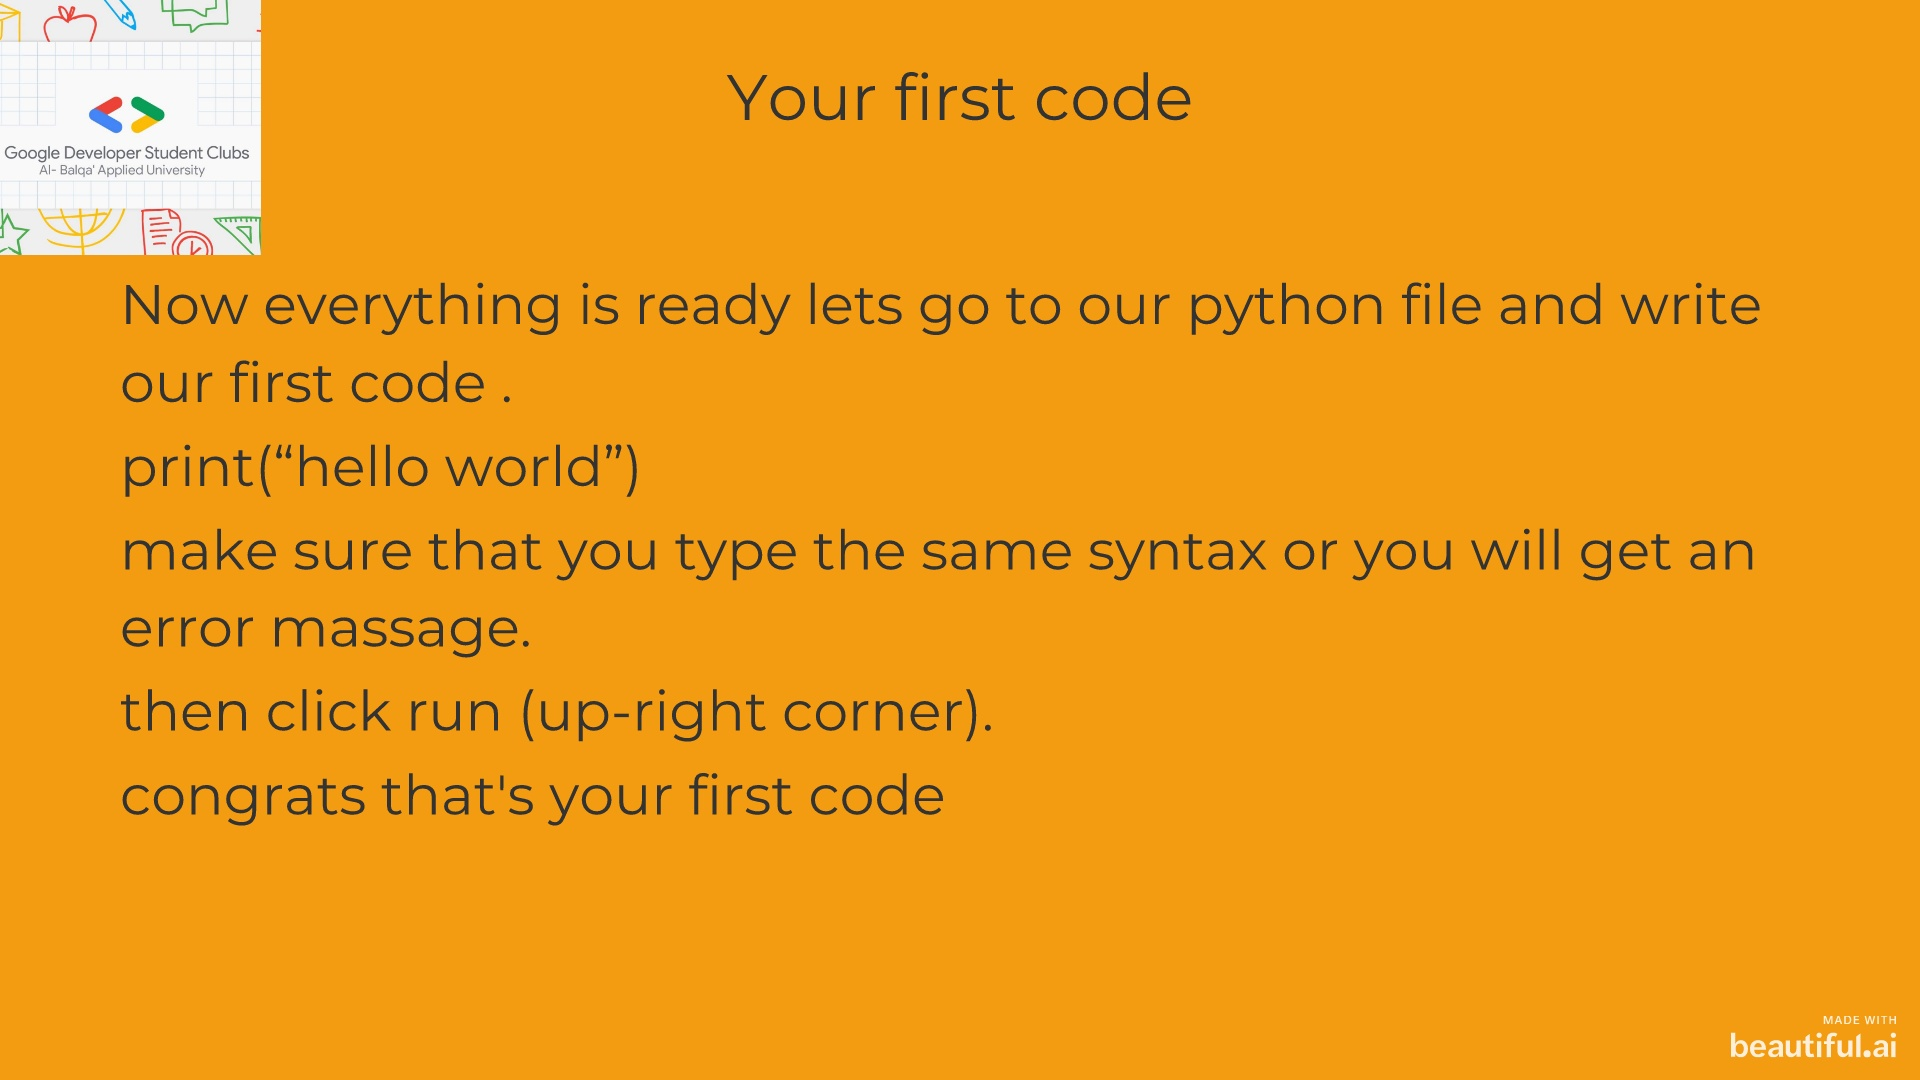 Google Developer Student Clubs
Al- Balqa' Applied University
Your first code
Now everything is ready lets go to our python file and write
our first code .
print(“hello world”)
make sure that you type the same syntax or you will get an
error massage.
then click run (up-right corner).
congrats that's your first code
MADE WITH
beautiful.ai